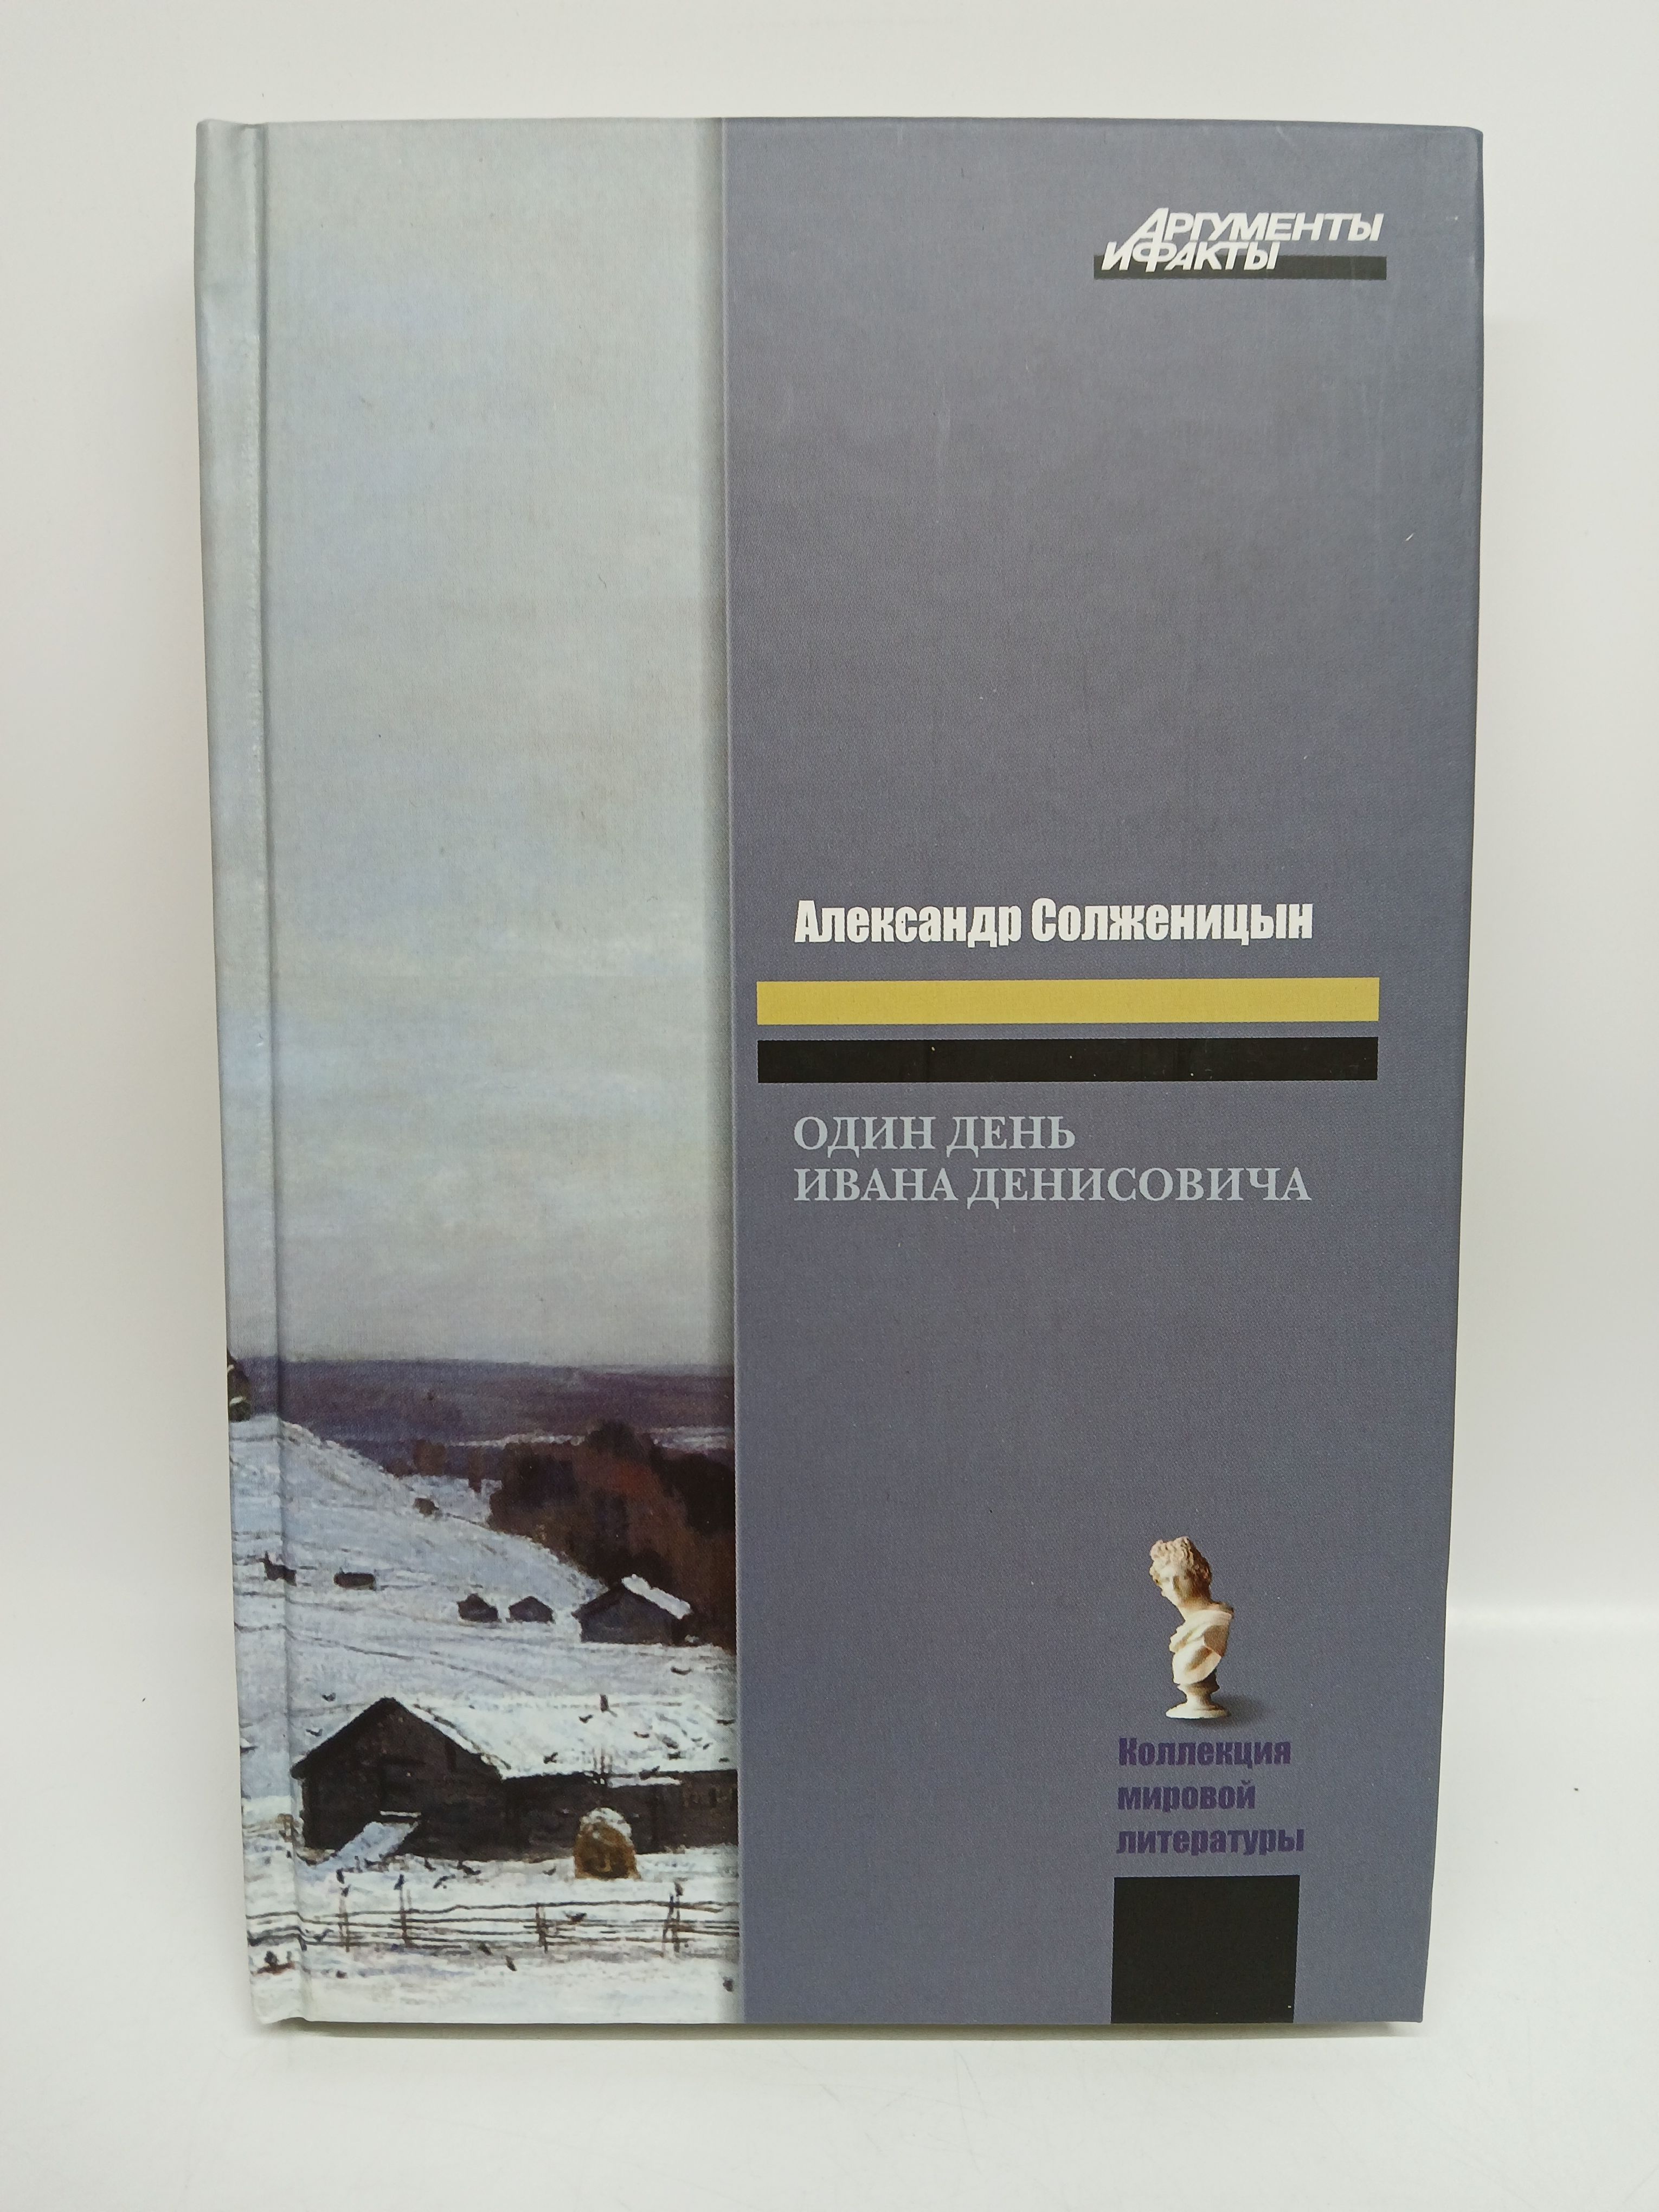 АРГУМЕНТЫ
И ФАКТЫ
Александр Солженицын
ОДИН ДЕНЬ
ИВАНА ДЕНИСОВИЧА
Коллекция
мировой
литературы